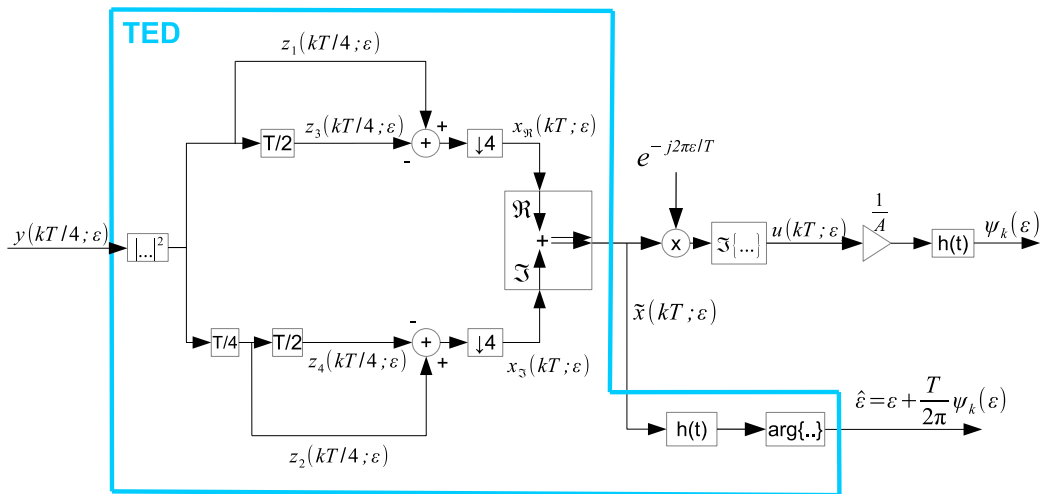 TED
z₁(kT/4;ε)
T/2
z₃(kT/4;ε)
+
-
+
↓4
x_ℜ(kT;ε)
e^{-j2πε/T}
y(kT/4;ε)
|...|²
ℜ
+
ℑ
x
ℑ{...}
u(kT;ε)
1/A
h(t)
ψ_k(ε)
x̃(kT;ε)
T/4
T/2
z₄(kT/4;ε)
-
+
+
↓4
x_ℑ(kT;ε)
z₂(kT/4;ε)
h(t)
arg{..}
ε̂=ε+T/2π ψ_k(ε)